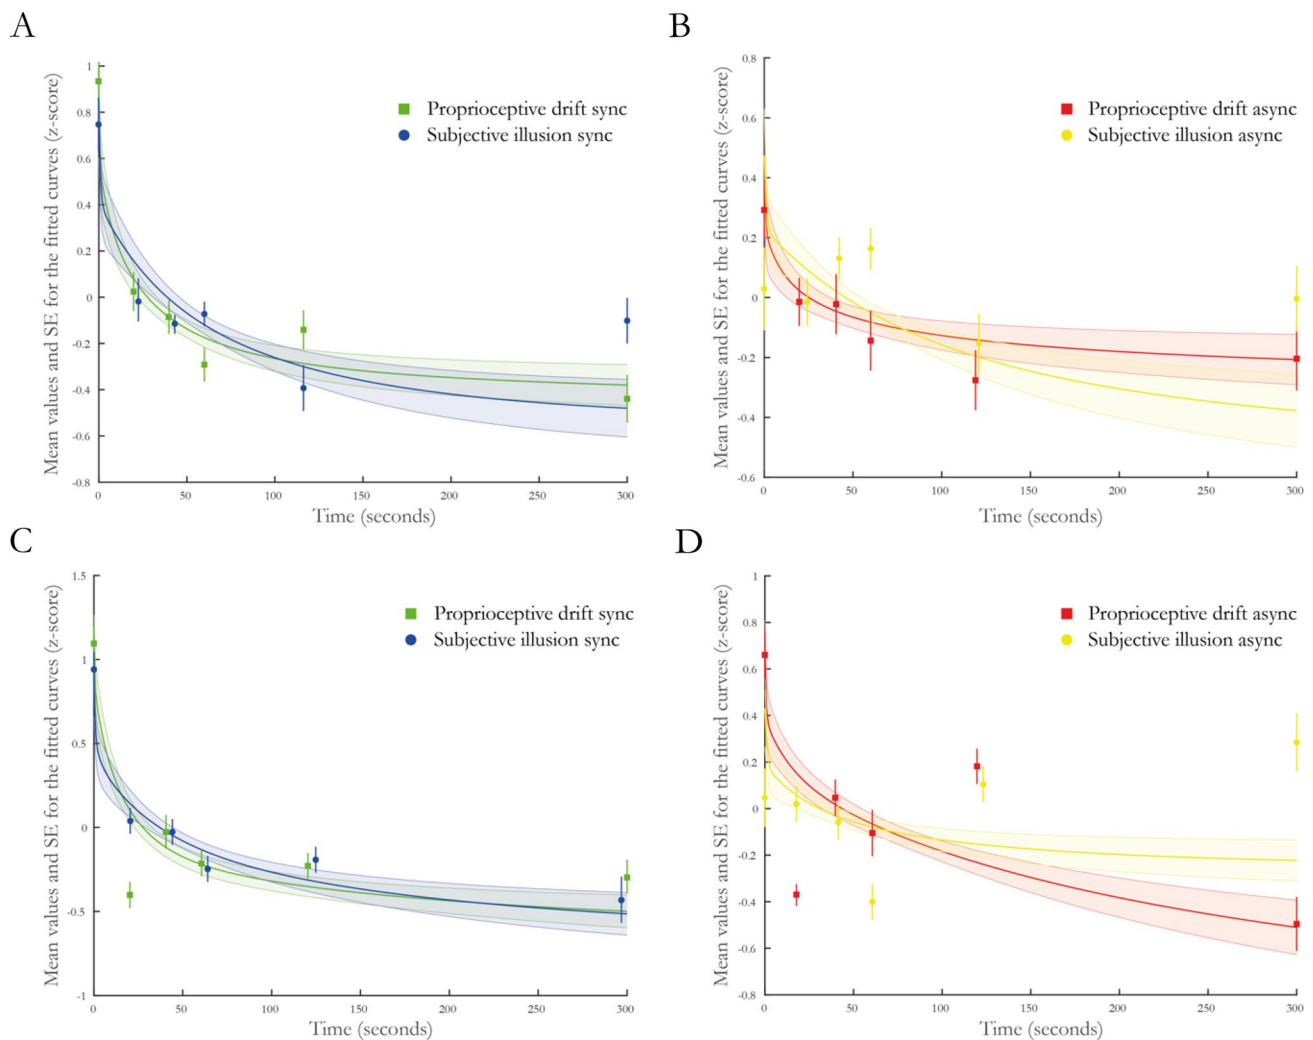 A
Mean values and SE for the fitted curves (z-score)
1
0.8
0.6
0.4
0.2
0
-0.2
-0.4
-0.6
-0.8
Proprioceptive drift sync
Subjective illusion sync
0 50 100 150 200 250 300
Time (seconds)
B
Mean values and SE for the fitted curves (z-score)
0.8
0.6
0.4
0.2
0
-0.2
-0.4
-0.6
Proprioceptive drift async
Subjective illusion async
0 50 100 150 200 250 300
Time (seconds)
C
Mean values and SE for the fitted curves (z-score)
1.5
1
0.5
0
-0.5
-1
Proprioceptive drift sync
Subjective illusion sync
0 50 100 150 200 250 300
Time (seconds)
D
Mean values and SE for the fitted curves (z-score)
1
0.8
0.6
0.4
0.2
0
-0.2
-0.4
-0.6
-0.8
Proprioceptive drift async
Subjective illusion async
0 50 100 150 200 250 300
Time (seconds)